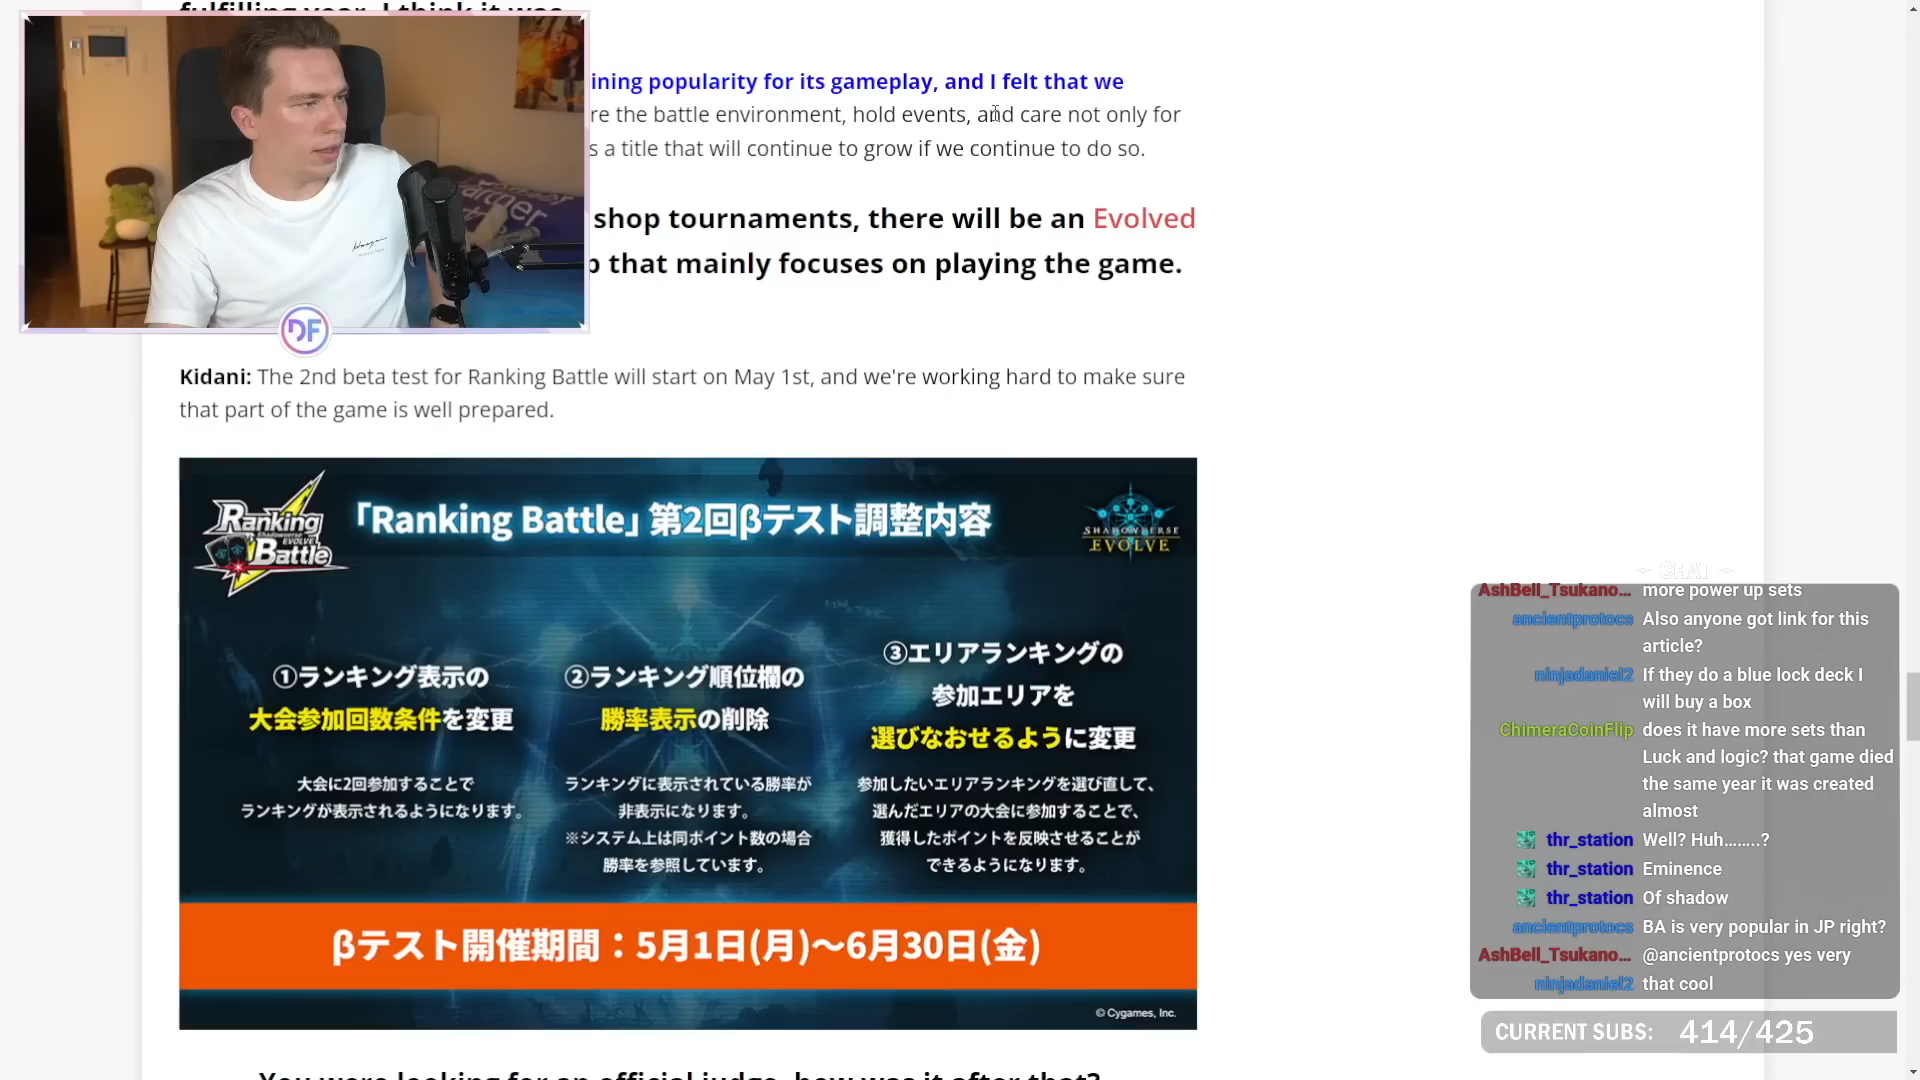 fulfilling year. I think it was
ining popularity for its gameplay, and I felt that we
re the battle environment, hold events, and care not only for
s a title that will continue to grow if we continue to do so.
shop tournaments, there will be an Evolved
p that mainly focuses on playing the game.
DF
Kidani: The 2nd beta test for Ranking Battle will start on May 1st, and we're working hard to make sure
that part of the game is well prepared.
Ranking
Shadowverse EVOLVE
Battle
「Ranking Battle」第2回βテスト調整内容
SHADOWVERSE
EVOLVE
①ランキング表示の
大会参加回数条件を変更
大会に2回参加することで
ランキングが表示されるようになります。
②ランキング順位欄の
勝率表示の削除
ランキングに表示されている勝率が
非表示になります。
※システム上は同ポイント数の場合
勝率を参照しています。
③エリアランキングの
参加エリアを
選びなおせるように変更
参加したいエリアランキングを選び直して、
選んだエリアの大会に参加することで、
獲得したポイントを反映させることが
できるようになります。
βテスト開催期間：5月1日(月)～6月30日(金)
© Cygames, Inc.
You were looking for an official judge, how was it after that?
CHAT
AshBell_Tsukano... more power up sets
ancientprotocs Also anyone got link for this
article?
ninjadaniel2 If they do a blue lock deck I
will buy a box
ChimeraCoinFlip does it have more sets than
Luck and logic? that game died
the same year it was created
almost
thr_station Well? Huh........?
thr_station Eminence
thr_station Of shadow
ancientprotocs BA is very popular in JP right?
AshBell_Tsukano... @ancientprotocs yes very
ninjadaniel2 that cool
CURRENT SUBS: 414/425